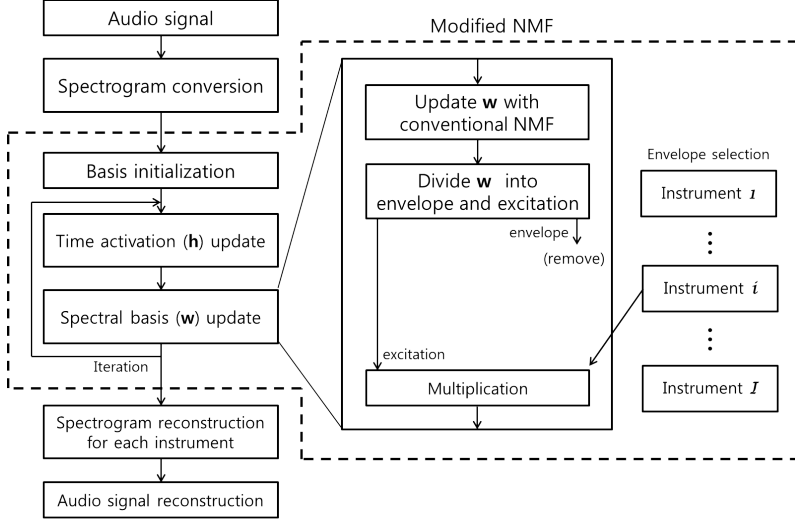 Audio signal
Spectrogram conversion
Basis initialization
Time activation (h) update
Spectral basis (w) update
Iteration
Spectrogram reconstruction
for each instrument
Audio signal reconstruction
Modified NMF
Update w with
conventional NMF
Divide w into
envelope and excitation
envelope
(remove)
excitation
Multiplication
Envelope selection
Instrument 1
Instrument i
Instrument I